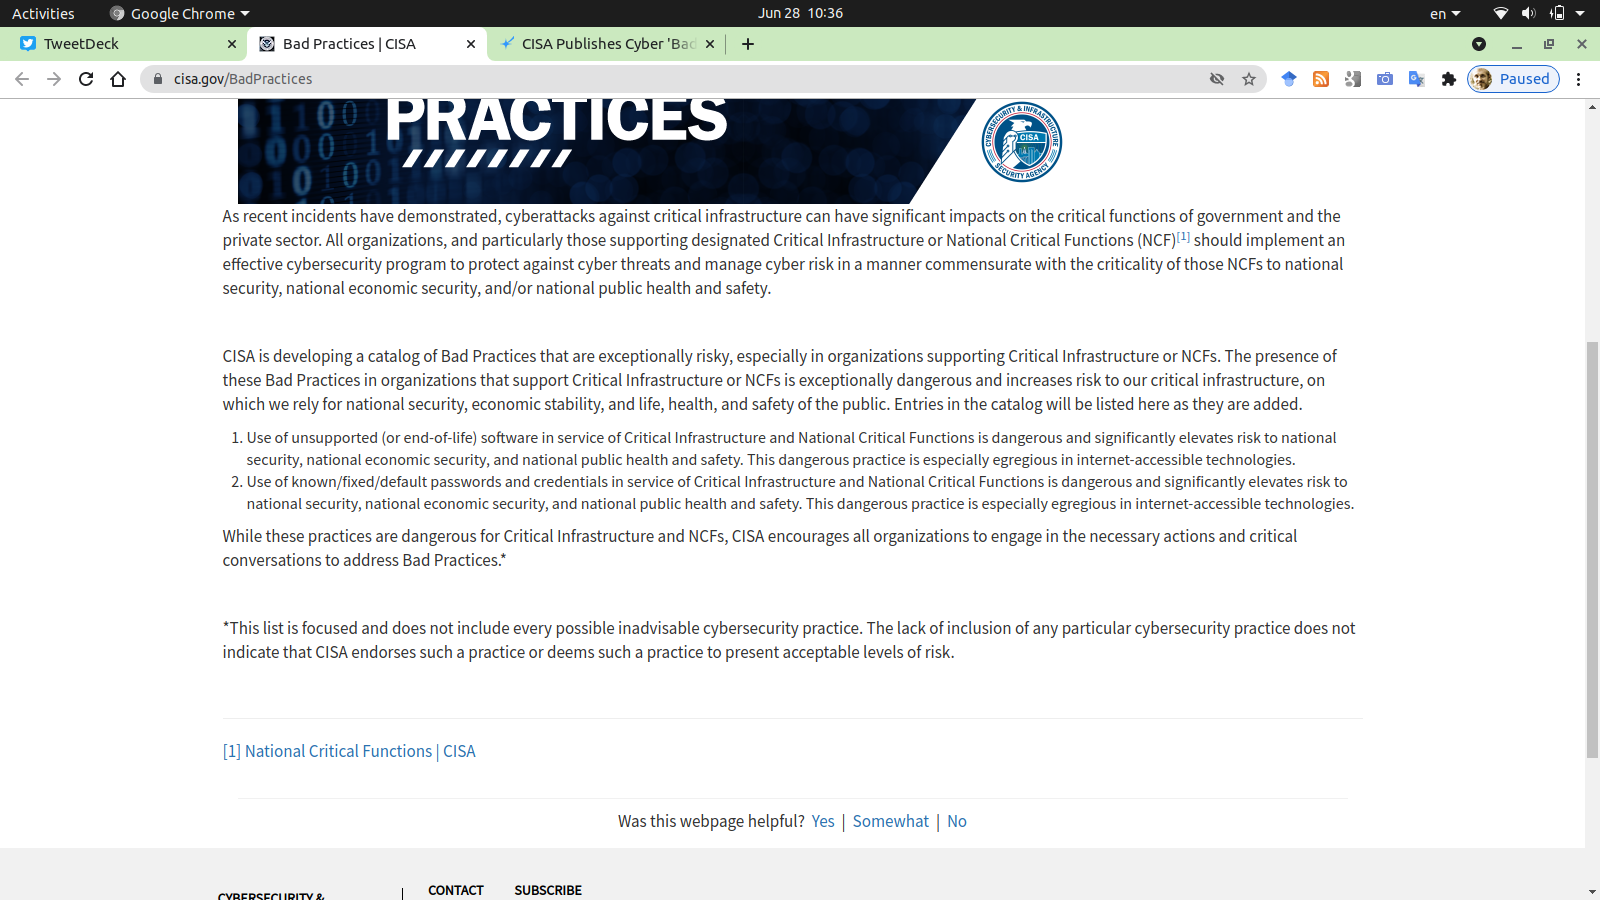 Activities
Google Chrome
Jun 28 10:36
en
TweetDeck
Bad Practices | CISA
CISA Publishes Cyber 'Bad
cisa.gov/BadPractices
Paused
PRACTICES
CYBERSECURITY & INFRASTRUCTURE
CISA
SECURITY AGENCY
As recent incidents have demonstrated, cyberattacks against critical infrastructure can have significant impacts on the critical functions of government and the
private sector. All organizations, and particularly those supporting designated Critical Infrastructure or National Critical Functions (NCF)[1] should implement an
effective cybersecurity program to protect against cyber threats and manage cyber risk in a manner commensurate with the criticality of those NCFs to national
security, national economic security, and/or national public health and safety.
CISA is developing a catalog of Bad Practices that are exceptionally risky, especially in organizations supporting Critical Infrastructure or NCFs. The presence of
these Bad Practices in organizations that support Critical Infrastructure or NCFs is exceptionally dangerous and increases risk to our critical infrastructure, on
which we rely for national security, economic stability, and life, health, and safety of the public. Entries in the catalog will be listed here as they are added.
1. Use of unsupported (or end-of-life) software in service of Critical Infrastructure and National Critical Functions is dangerous and significantly elevates risk to national
security, national economic security, and national public health and safety. This dangerous practice is especially egregious in internet-accessible technologies.
2. Use of known/fixed/default passwords and credentials in service of Critical Infrastructure and National Critical Functions is dangerous and significantly elevates risk to
national security, national economic security, and national public health and safety. This dangerous practice is especially egregious in internet-accessible technologies.
While these practices are dangerous for Critical Infrastructure and NCFs, CISA encourages all organizations to engage in the necessary actions and critical
conversations to address Bad Practices.*
*This list is focused and does not include every possible inadvisable cybersecurity practice. The lack of inclusion of any particular cybersecurity practice does not
indicate that CISA endorses such a practice or deems such a practice to present acceptable levels of risk.
[1] National Critical Functions | CISA
Was this webpage helpful? Yes | Somewhat | No
CYBERSECURITY &
CONTACT
SUBSCRIBE